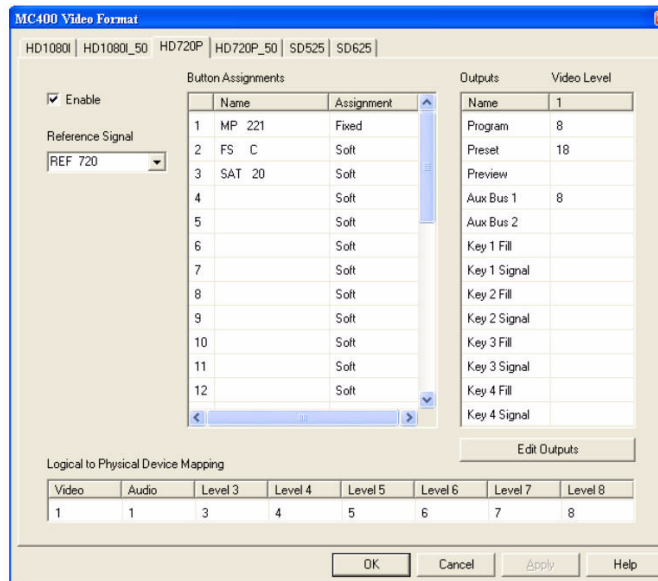 MC400 Video Format
HD1080I HD1080I_50 HD720P HD720P_50 SD525 SD625
Enable
Reference Signal
REF 720
Button Assignments
Name Assignment
1 MP 221 Fixed
2 FS C Soft
3 SAT 20 Soft
4 Soft
5 Soft
6 Soft
7 Soft
8 Soft
9 Soft
10 Soft
11 Soft
12 Soft
Outputs Video Level
Name 1
Program 8
Preset 18
Preview
Aux Bus 1 8
Aux Bus 2
Key 1 Fill
Key 1 Signal
Key 2 Fill
Key 2 Signal
Key 3 Fill
Key 3 Signal
Key 4 Fill
Key 4 Signal
Edit Outputs
Logical to Physical Device Mapping
Video Audio Level 3 Level 4 Level 5 Level 6 Level 7 Level 8
1 1 3 4 5 6 7 8
OK Cancel Apply Help